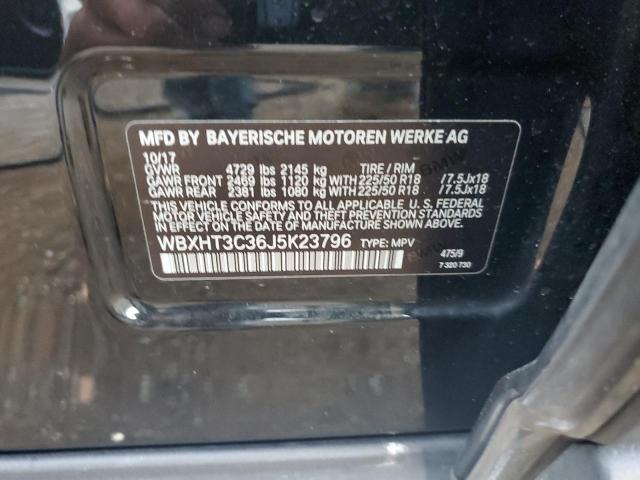 MFD BY BAYERISCHE MOTOREN WERKE AG
10/17
GVWR 4729 lbs 2145 kg TIRE / RIM
GAWR FRONT 2469 lbs 1120 kg WITH 225/50 R18 /7.5Jx18
GAWR REAR 2381 lbs 1080 kg WITH 225/50 R18 /7.5Jx18
THIS VEHICLE CONFORMS TO ALL APPLICABLE U. S. FEDERAL
MOTOR VEHICLE SAFETY BUMPER, AND THEFT PREVENTION STANDARDS
IN EFFECT ON THE DATE OF MANUFACTURE SHOWN ABOVE.
WBXHT3C36J5K23796 TYPE: MPV
475/9
7 320 730